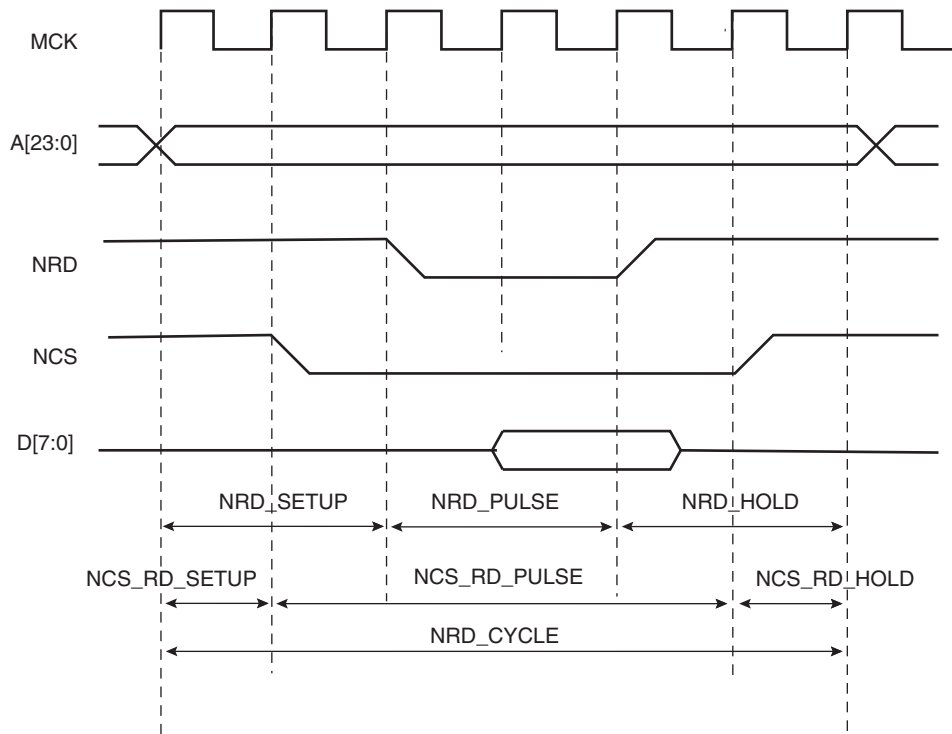 MCK
A[23:0]
NRD
NCS
D[7:0]
NRD_SETUP NRD_PULSE NRD_HOLD
NCS_RD_SETUP NCS_RD_PULSE NCS_RD_HOLD
NRD_CYCLE